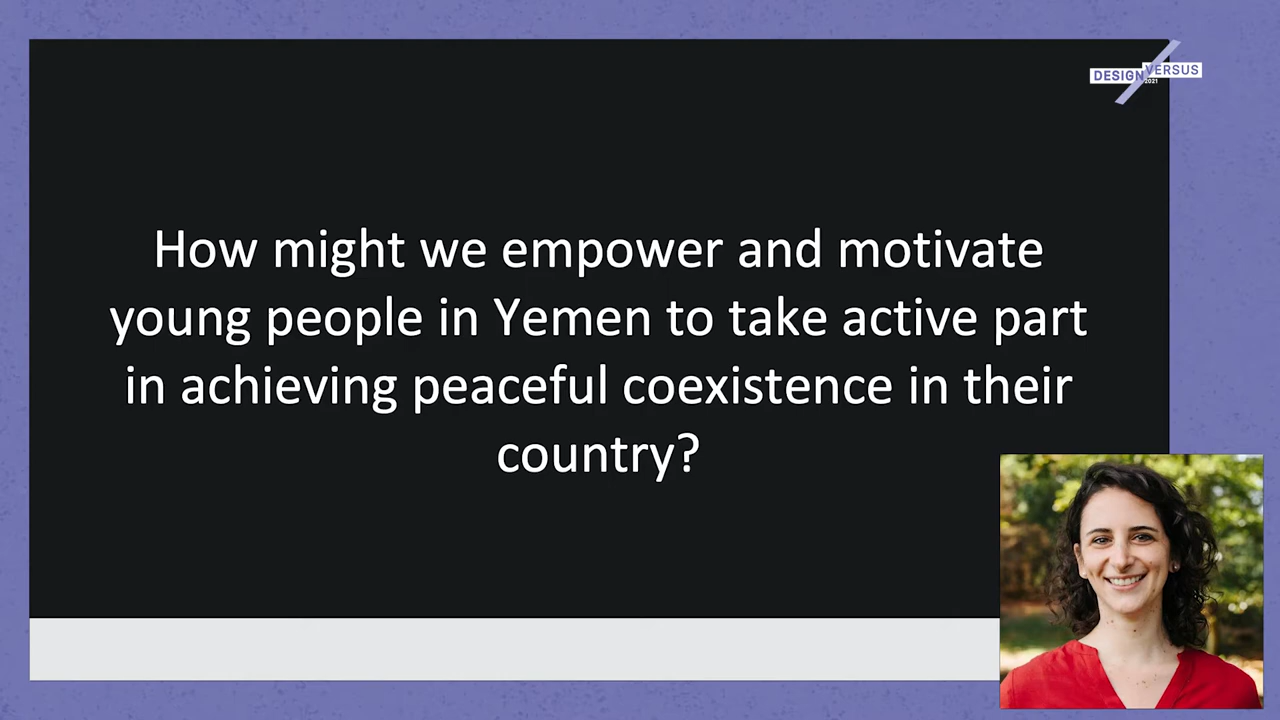 DESIGN VERSUS
2021
How might we empower and motivate
young people in Yemen to take active part
in achieving peaceful coexistence in their
country?